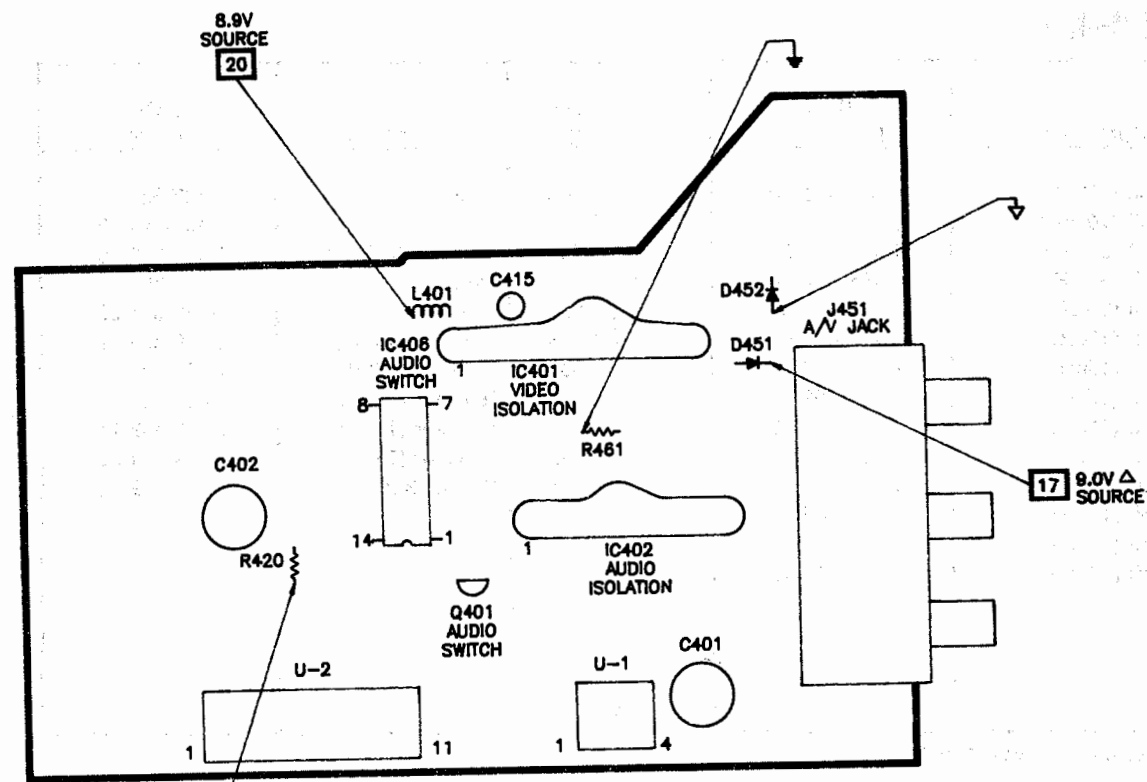 8.9V
SOURCE
20
L401
C415
D452
J451
A/V JACK
D451
IC406
AUDIO
SWITCH
1
IC401
VIDEO
ISOLATION
8
7
R461
C402
17
9.0V △
SOURCE
14
1
1
IC402
AUDIO
ISOLATION
R420
Q401
AUDIO
SWITCH
C401
U-2
U-1
1
11
1
4